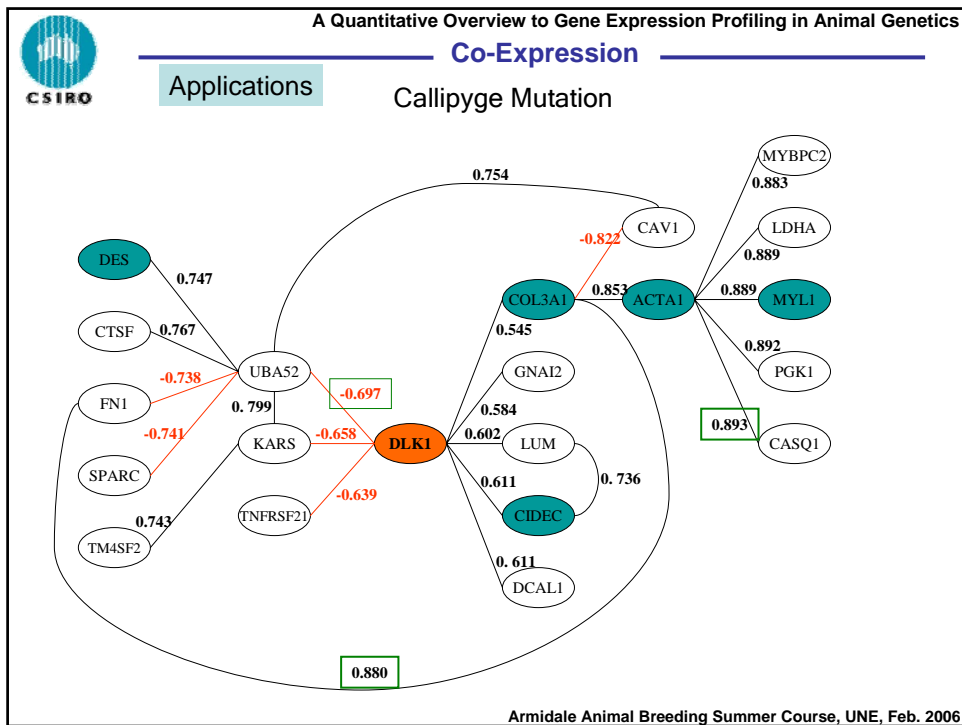 A Quantitative Overview to Gene Expression Profiling in Animal Genetics
Co-Expression
CSIRO
Applications
Callipyge Mutation
MYBPC2
0.754
0.883
CAV1
LDHA
-0.822
0.889
DES
0.747
COL3A1
0.853
ACTA1
0.889
MYL1
CTSF
0.767
0.545
0.892
UBA52
GNAI2
PGK1
-0.738
-0.697
FN1
0.584
0. 799
0.893
-0.741
KARS
-0.658
DLK1
0.602
LUM
CASQ1
SPARC
0.611
0. 736
-0.639
TNFRSF21
CIDEC
0.743
TM4SF2
0. 611
DCAL1
0.880
Armidale Animal Breeding Summer Course, UNE, Feb. 2006